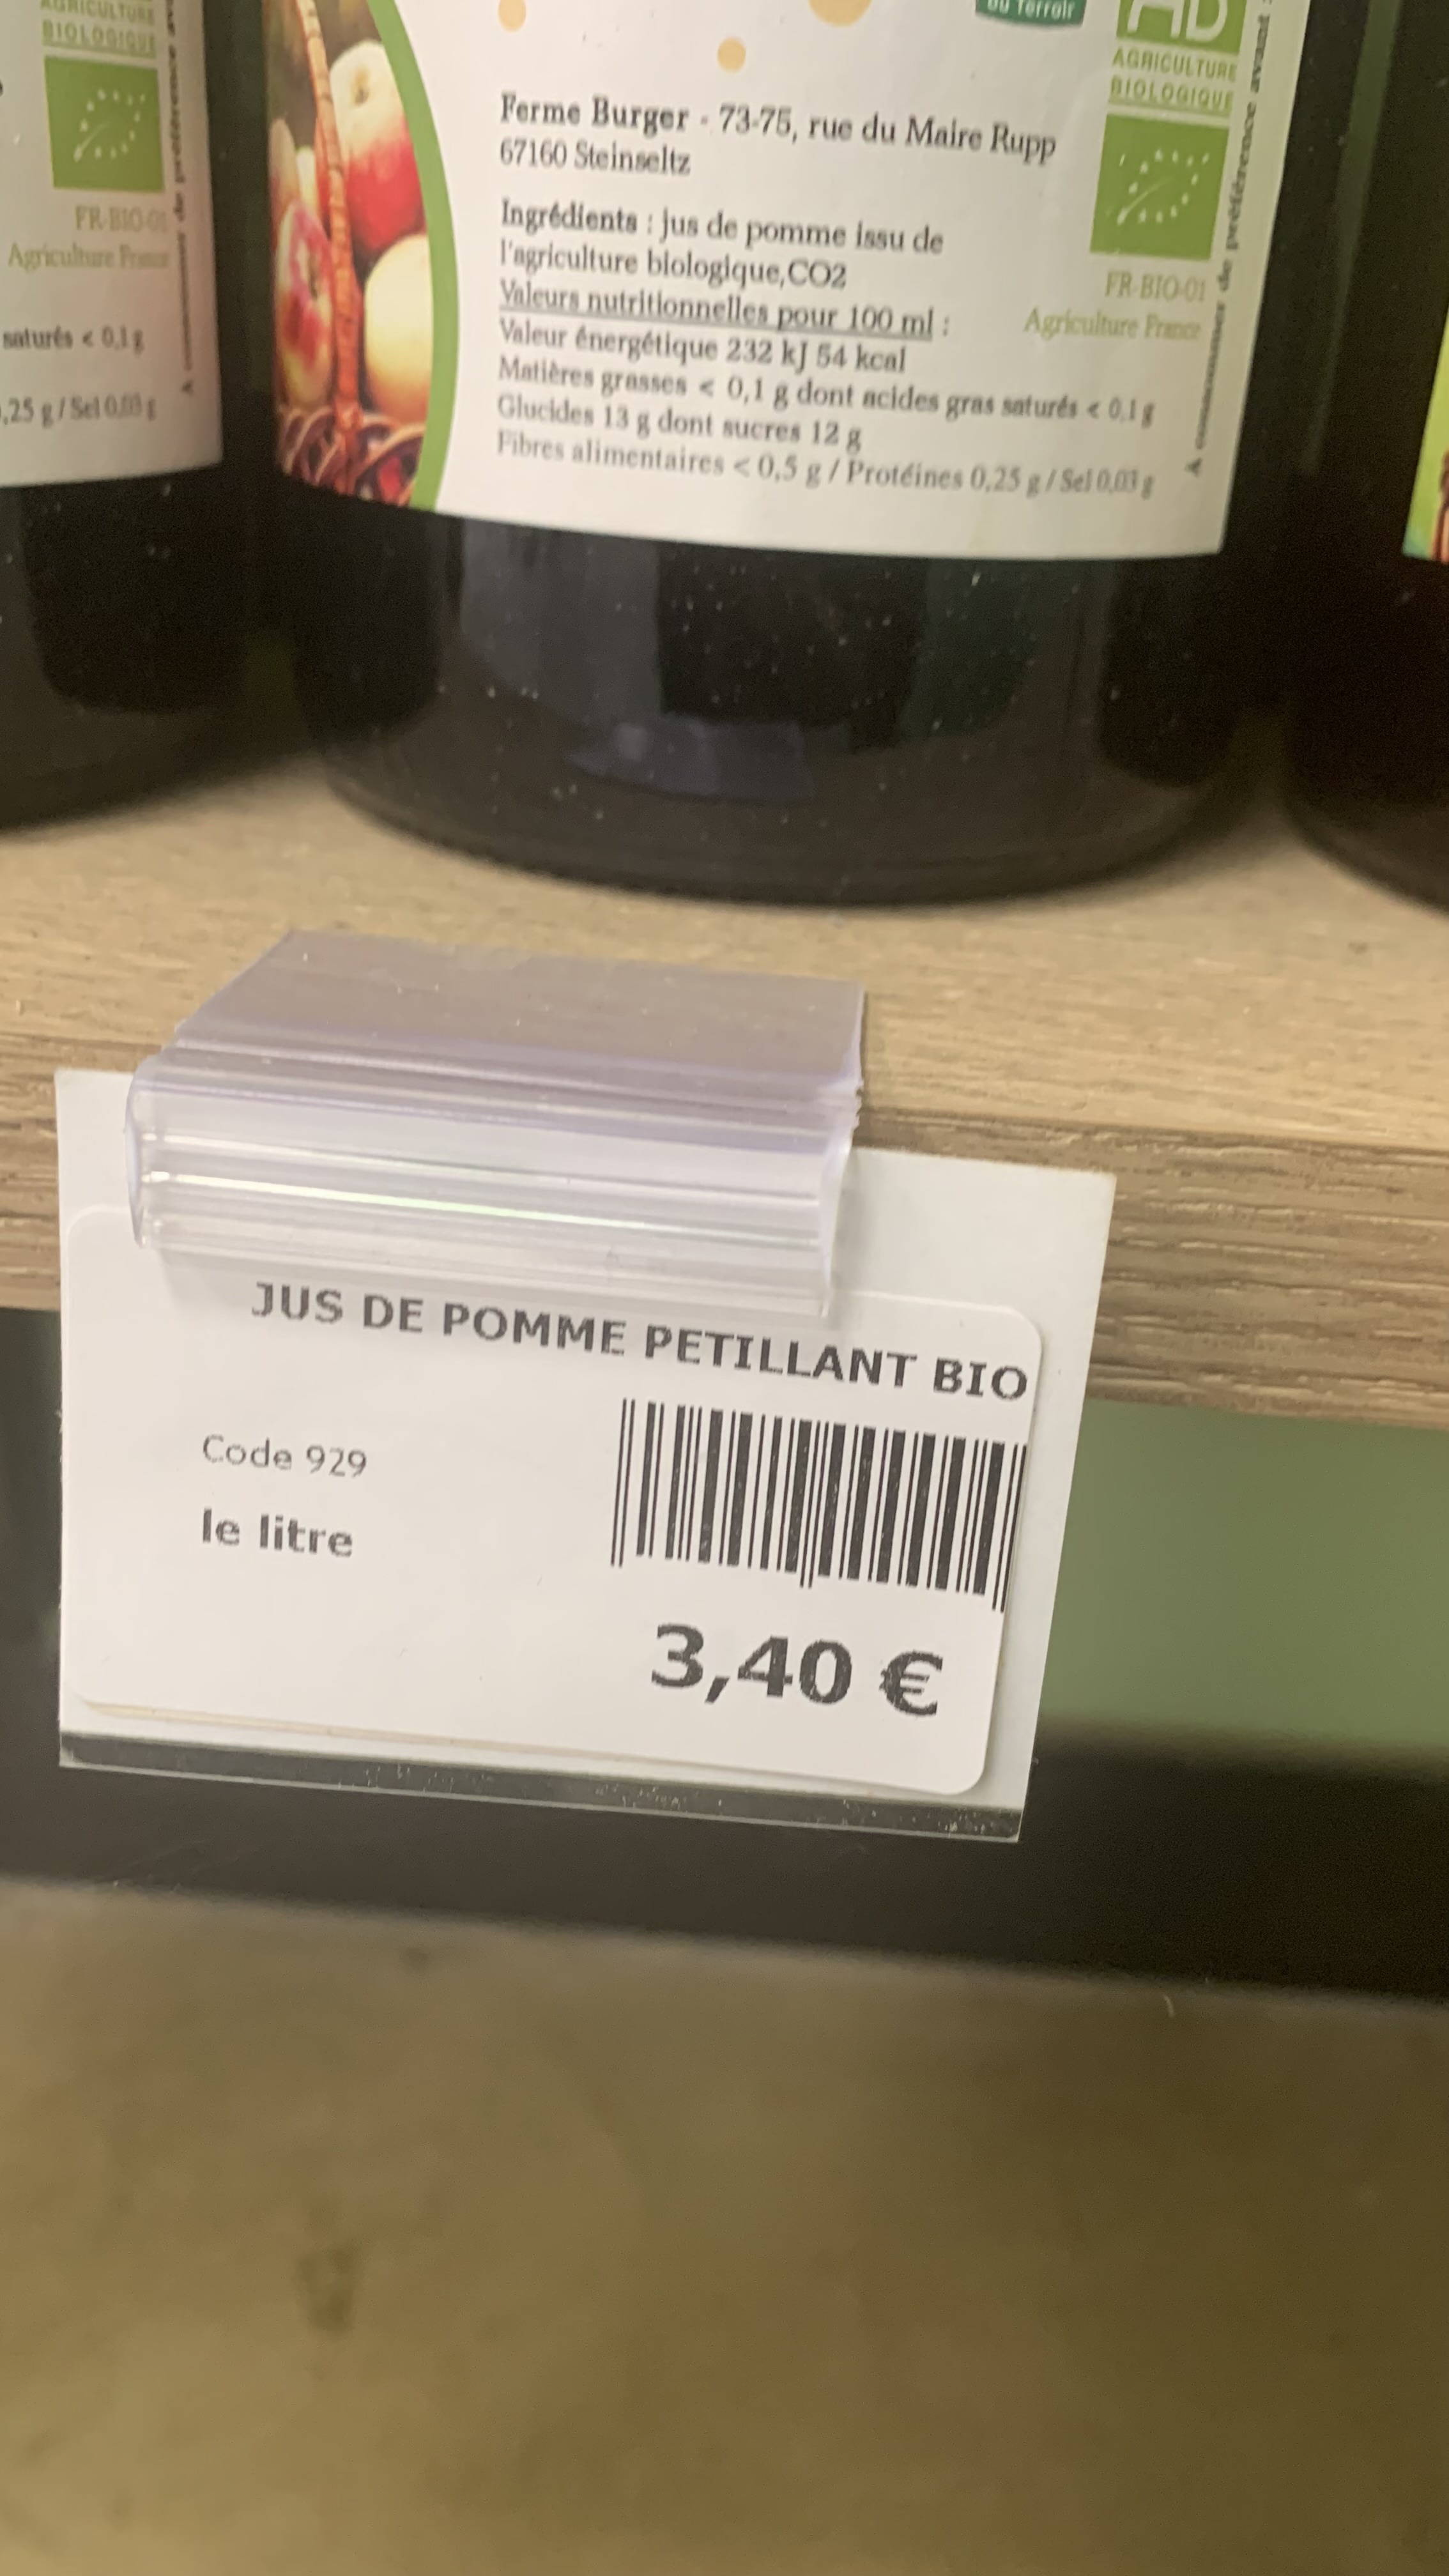 AGRICULTURE
BIOLOGIQUE
FR-BIO-01
Agriculture France
saturés < 0,1 g
,25 g / Sel 0,03 g
du Terroir
AB
AGRICULTURE
BIOLOGIQUE
Ferme Burger - 73-75, rue du Maire Rupp
67160 Steinseltz
Ingrédients : jus de pomme issu de
l'agriculture biologique,CO2
Valeurs nutritionnelles pour 100 ml :
Valeur énergétique 232 kJ 54 kcal
Matières grasses < 0,1 g dont acides gras saturés < 0,1 g
Glucides 13 g dont sucres 12 g
Fibres alimentaires < 0,5 g / Protéines 0,25 g / Sel 0,03 g
FR-BIO-01
Agriculture France
A consommer de préférence avant :
JUS DE POMME PETILLANT BIO
Code 929
le litre
3,40 €